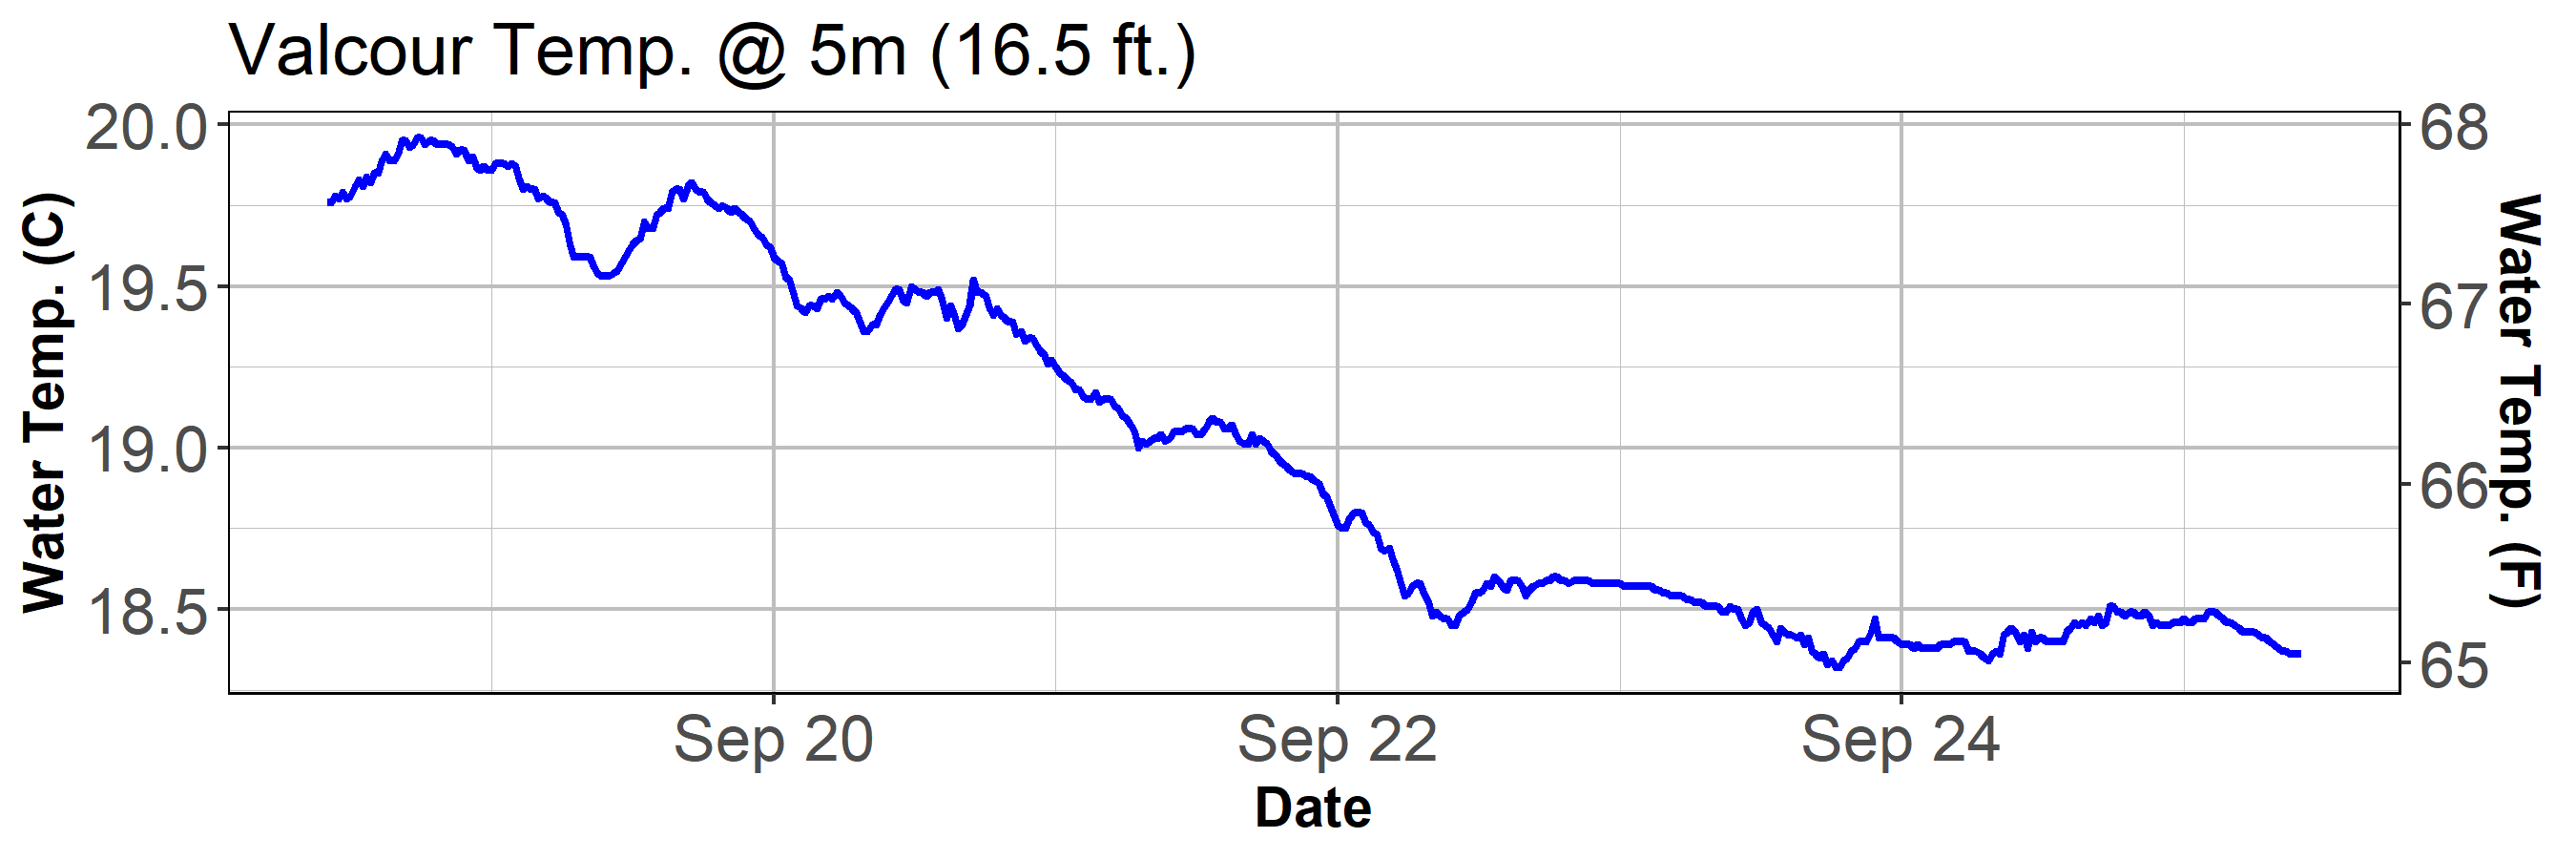 Valcour Temp. @ 5m (16.5 ft.)
Water Temp. (C)
20.0
19.5
19.0
18.5
68
67
66
65
Water Temp. (F)
Sep 20
Sep 22
Sep 24
Date